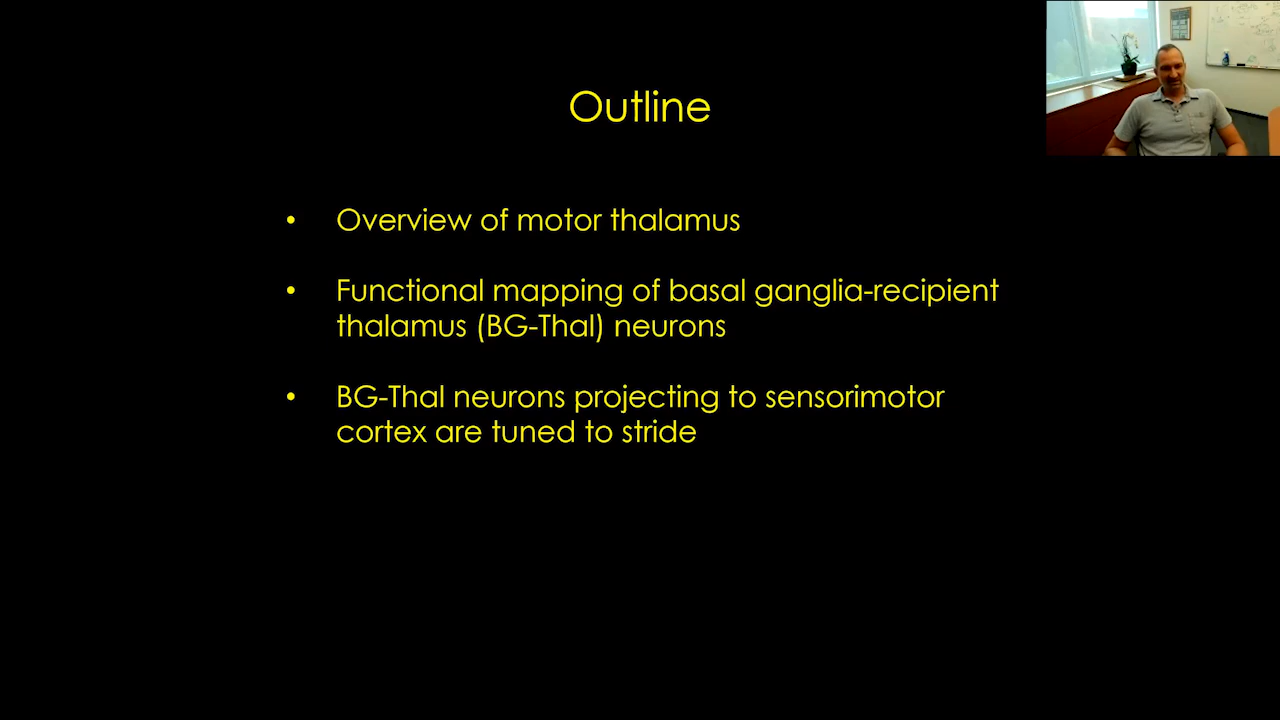 Outline
• Overview of motor thalamus
• Functional mapping of basal ganglia-recipient
thalamus (BG-Thal) neurons
• BG-Thal neurons projecting to sensorimotor
cortex are tuned to stride